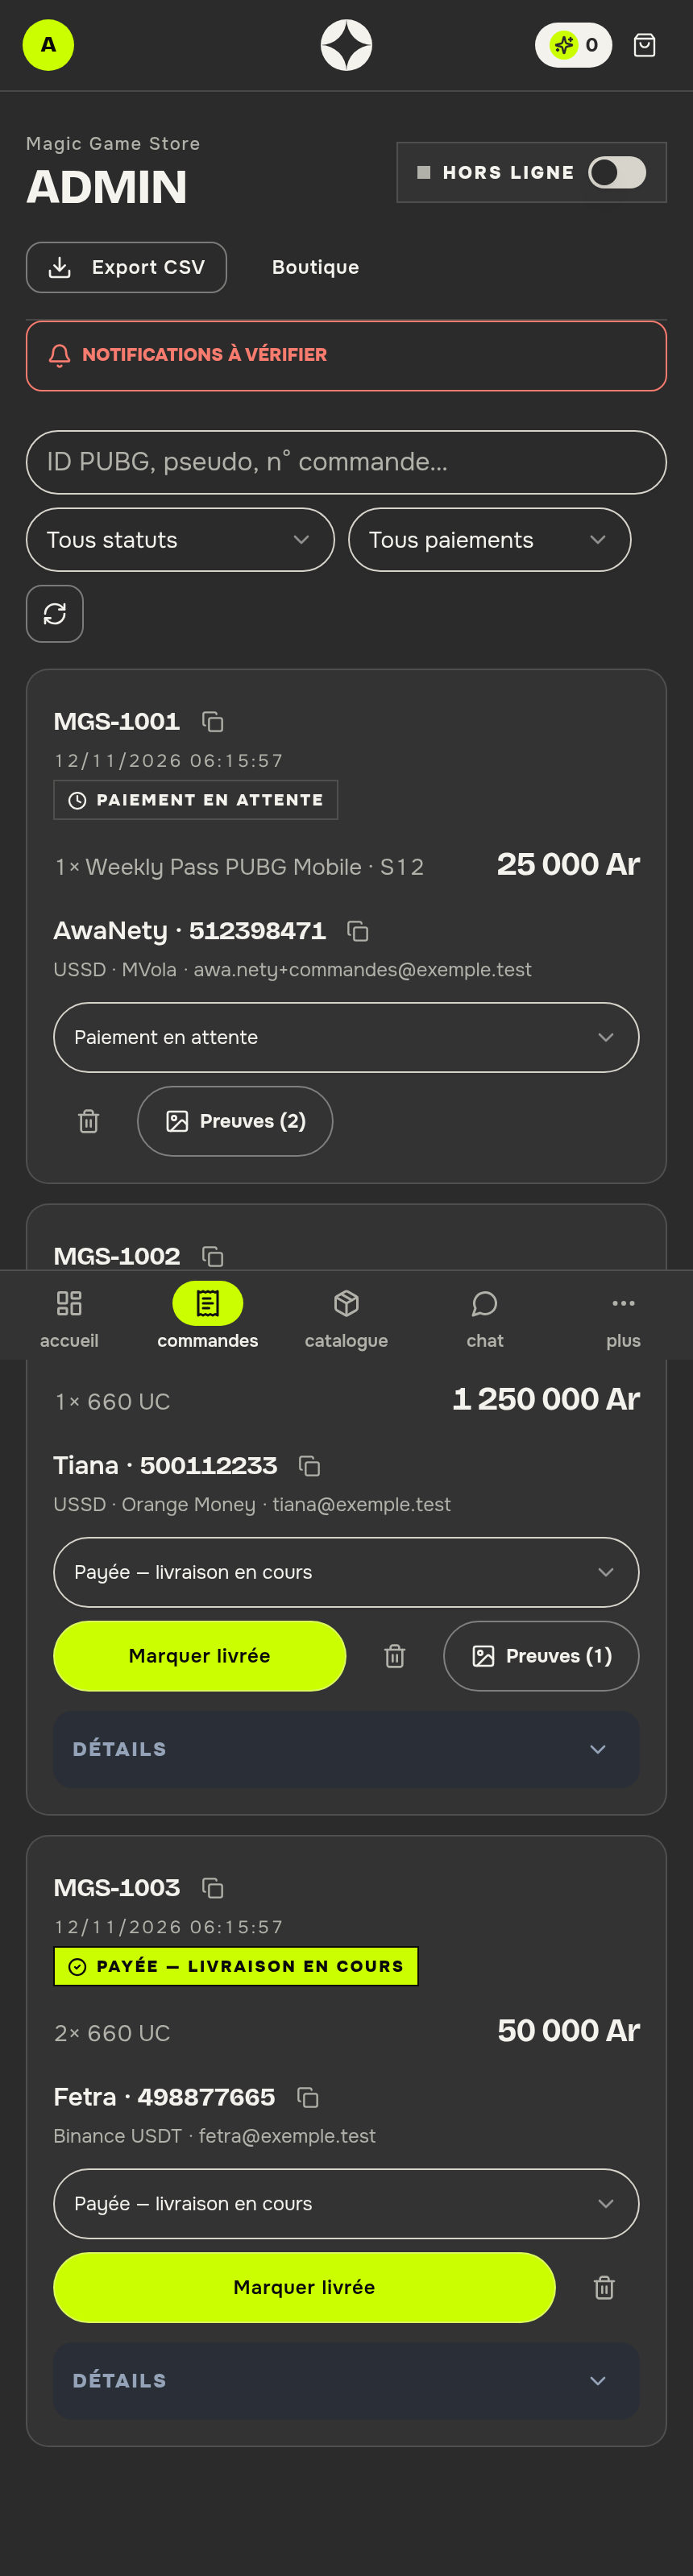 A
0
Magic Game Store
ADMIN
HORS LIGNE
Export CSV
Boutique
NOTIFICATIONS À VÉRIFIER
ID PUBG, pseudo, n° commande...
Tous statuts
Tous paiements
MGS-1001
12/11/2026 06:15:57
PAIEMENT EN ATTENTE
1× Weekly Pass PUBG Mobile · S12
25 000 Ar
AwaNety · 512398471
USSD · MVola · awa.nety+commandes@exemple.test
Paiement en attente
Preuves (2)
MGS-1002
accueil
commandes
catalogue
chat
plus
1× 660 UC
1 250 000 Ar
Tiana · 500112233
USSD · Orange Money · tiana@exemple.test
Payée — livraison en cours
Marquer livrée
Preuves (1)
DÉTAILS
MGS-1003
12/11/2026 06:15:57
PAYÉE — LIVRAISON EN COURS
2× 660 UC
50 000 Ar
Fetra · 498877665
Binance USDT · fetra@exemple.test
Payée — livraison en cours
Marquer livrée
DÉTAILS